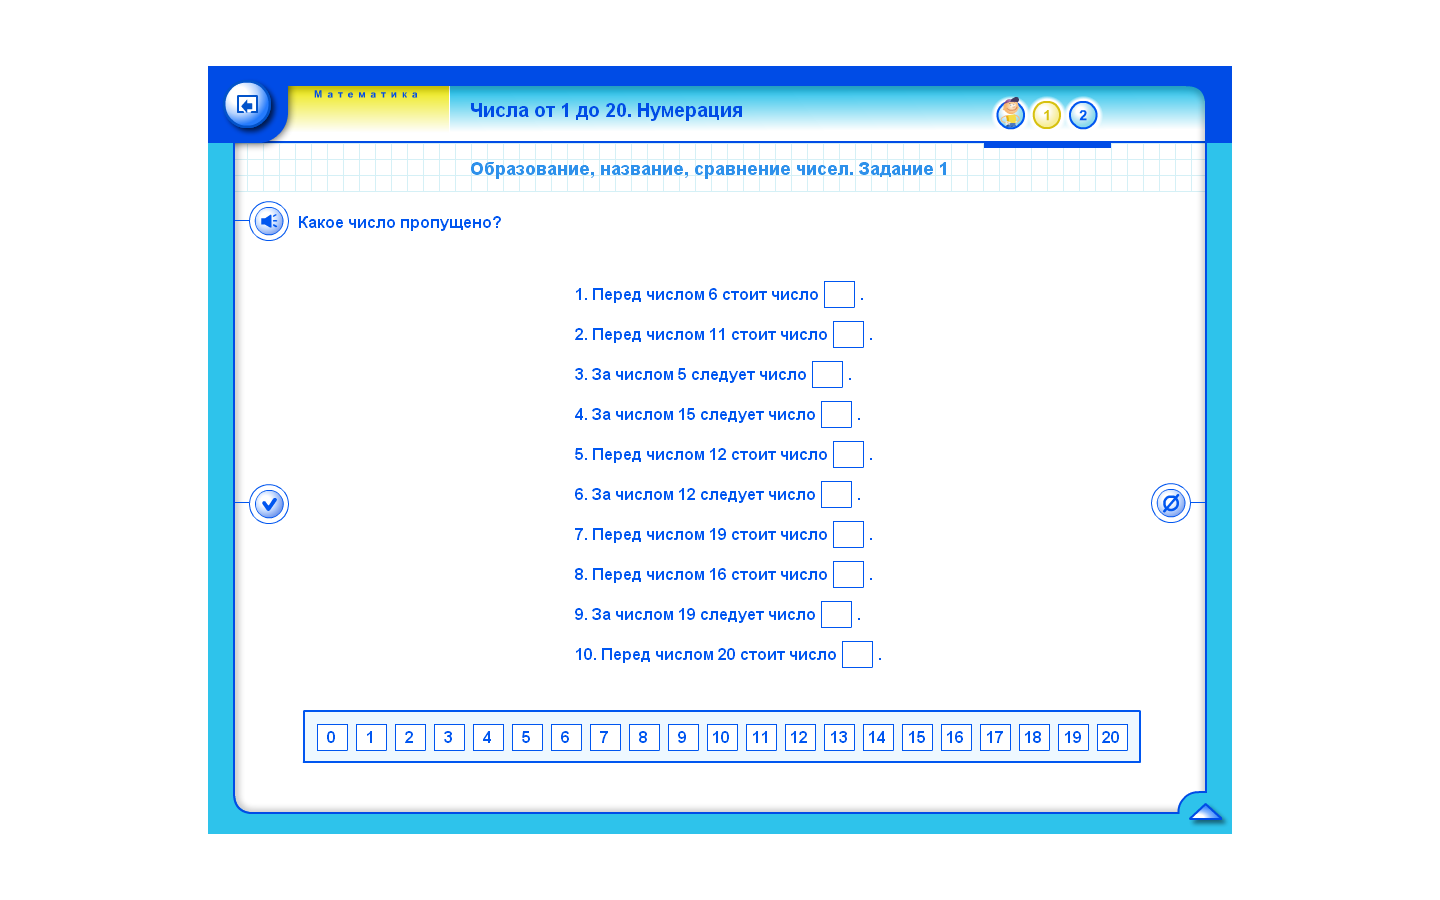 Математика
Числа от 1 до 20. Нумерация
1 2
Образование, название, сравнение чисел. Задание 1
Какое число пропущено?
1. Перед числом 6 стоит число .
2. Перед числом 11 стоит число .
3. За числом 5 следует число .
4. За числом 15 следует число .
5. Перед числом 12 стоит число .
6. За числом 12 следует число .
7. Перед числом 19 стоит число .
8. Перед числом 16 стоит число .
9. За числом 19 следует число .
10. Перед числом 20 стоит число .
0 1 2 3 4 5 6 7 8 9 10 11 12 13 14 15 16 17 18 19 20